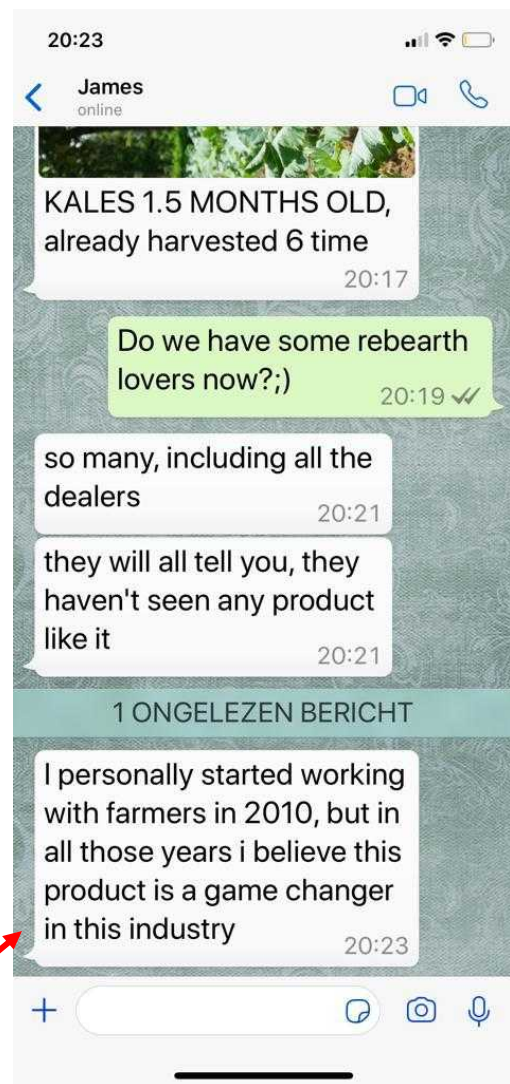 20:23
James
online
KALES 1.5 MONTHS OLD,
already harvested 6 time
20:17
Do we have some rebearth
lovers now?;)
20:19
so many, including all the
dealers
20:21
they will all tell you, they
haven't seen any product
like it
20:21
1 ONGELEZEN BERICHT
I personally started working
with farmers in 2010, but in
all those years i believe this
product is a game changer
in this industry
20:23